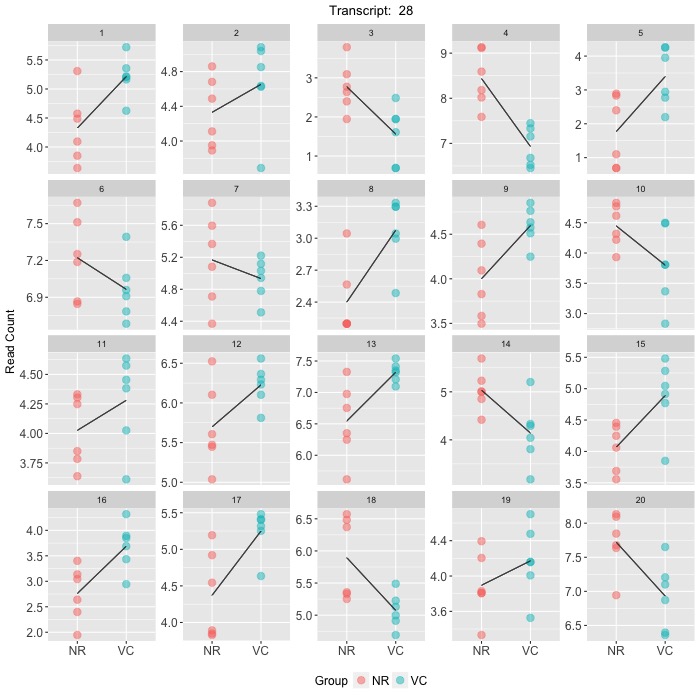 Transcript: 28
1 2 3 4 5
5.5 4.8 3 9 4
5.0 4.4 2 8 3
4.5 4.0 1 7 2
4.0 1
6 7 8 9 10
7.5 5.6 3.3 4.5 4.5
7.2 5.2 3.0 4.0 4.0
6.9 4.8 2.7 3.5 3.5
4.4 2.4 3.0
Read Count
11 12 13 14 15
4.50 6.5 7.5 5 5.5
4.25 6.0 7.0 4 5.0
4.00 5.5 6.5 4.5
3.75 5.0 6.0 4.0
3.5
16 17 18 19 20
4.0 5.5 6.5 4.4 8.0
3.5 5.0 6.0 4.0 7.5
3.0 4.5 5.5 3.6 7.0
2.5 4.0 5.0 6.5
2.0
NR VC NR VC NR VC NR VC NR VC
Group NR VC